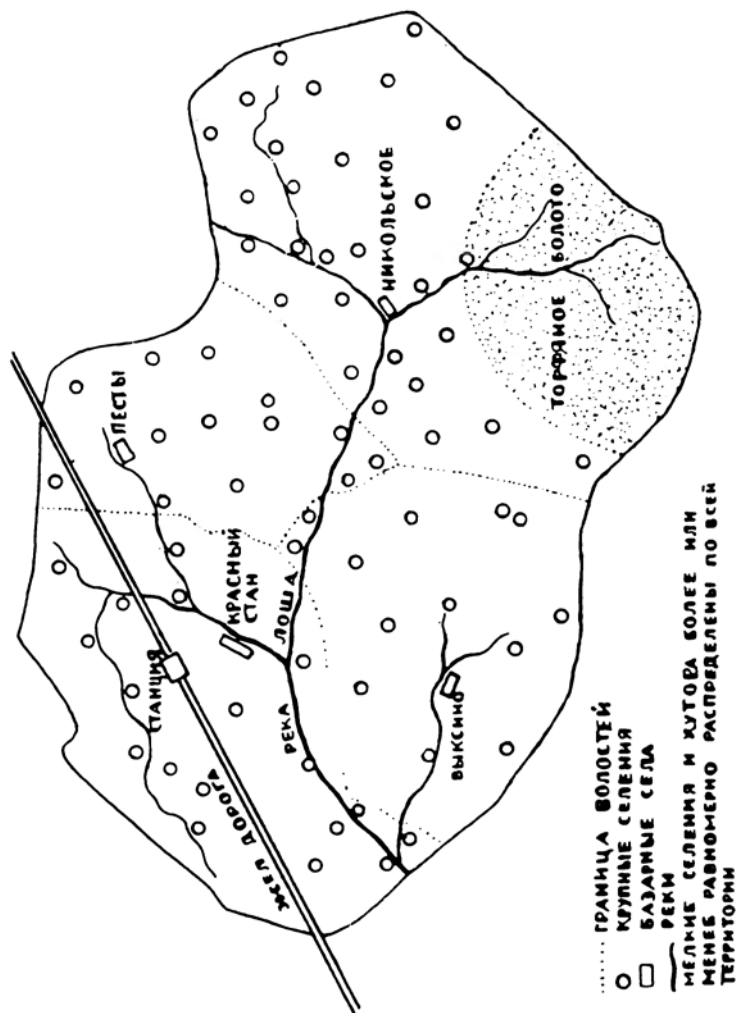 ПЕСТЫ
НИКОЛЬСКОЕ
БОЛОТО
ТОРФЯНОЕ
КРАСНЫЙ
СТАН
СТАНЦИЯ
ЖЕЛ ДОРОГА
РЕКА ЛОША
ВЫКСИНО
ГРАНИЦА ВОЛОСТЕЙ
КРУПНЫЕ СЕЛЕНИЯ
БАЗАРНЫЕ СЕЛА
РЕКИ
МЕЛКИЕ СЕЛЕНИЯ И ХУТОРА БОЛЕЕ ИЛИ
МЕНЕЕ РАВНОМЕРНО РАСПРЕДЕЛЕНЫ ПО ВСЕЙ
ТЕРРИТОРИИ